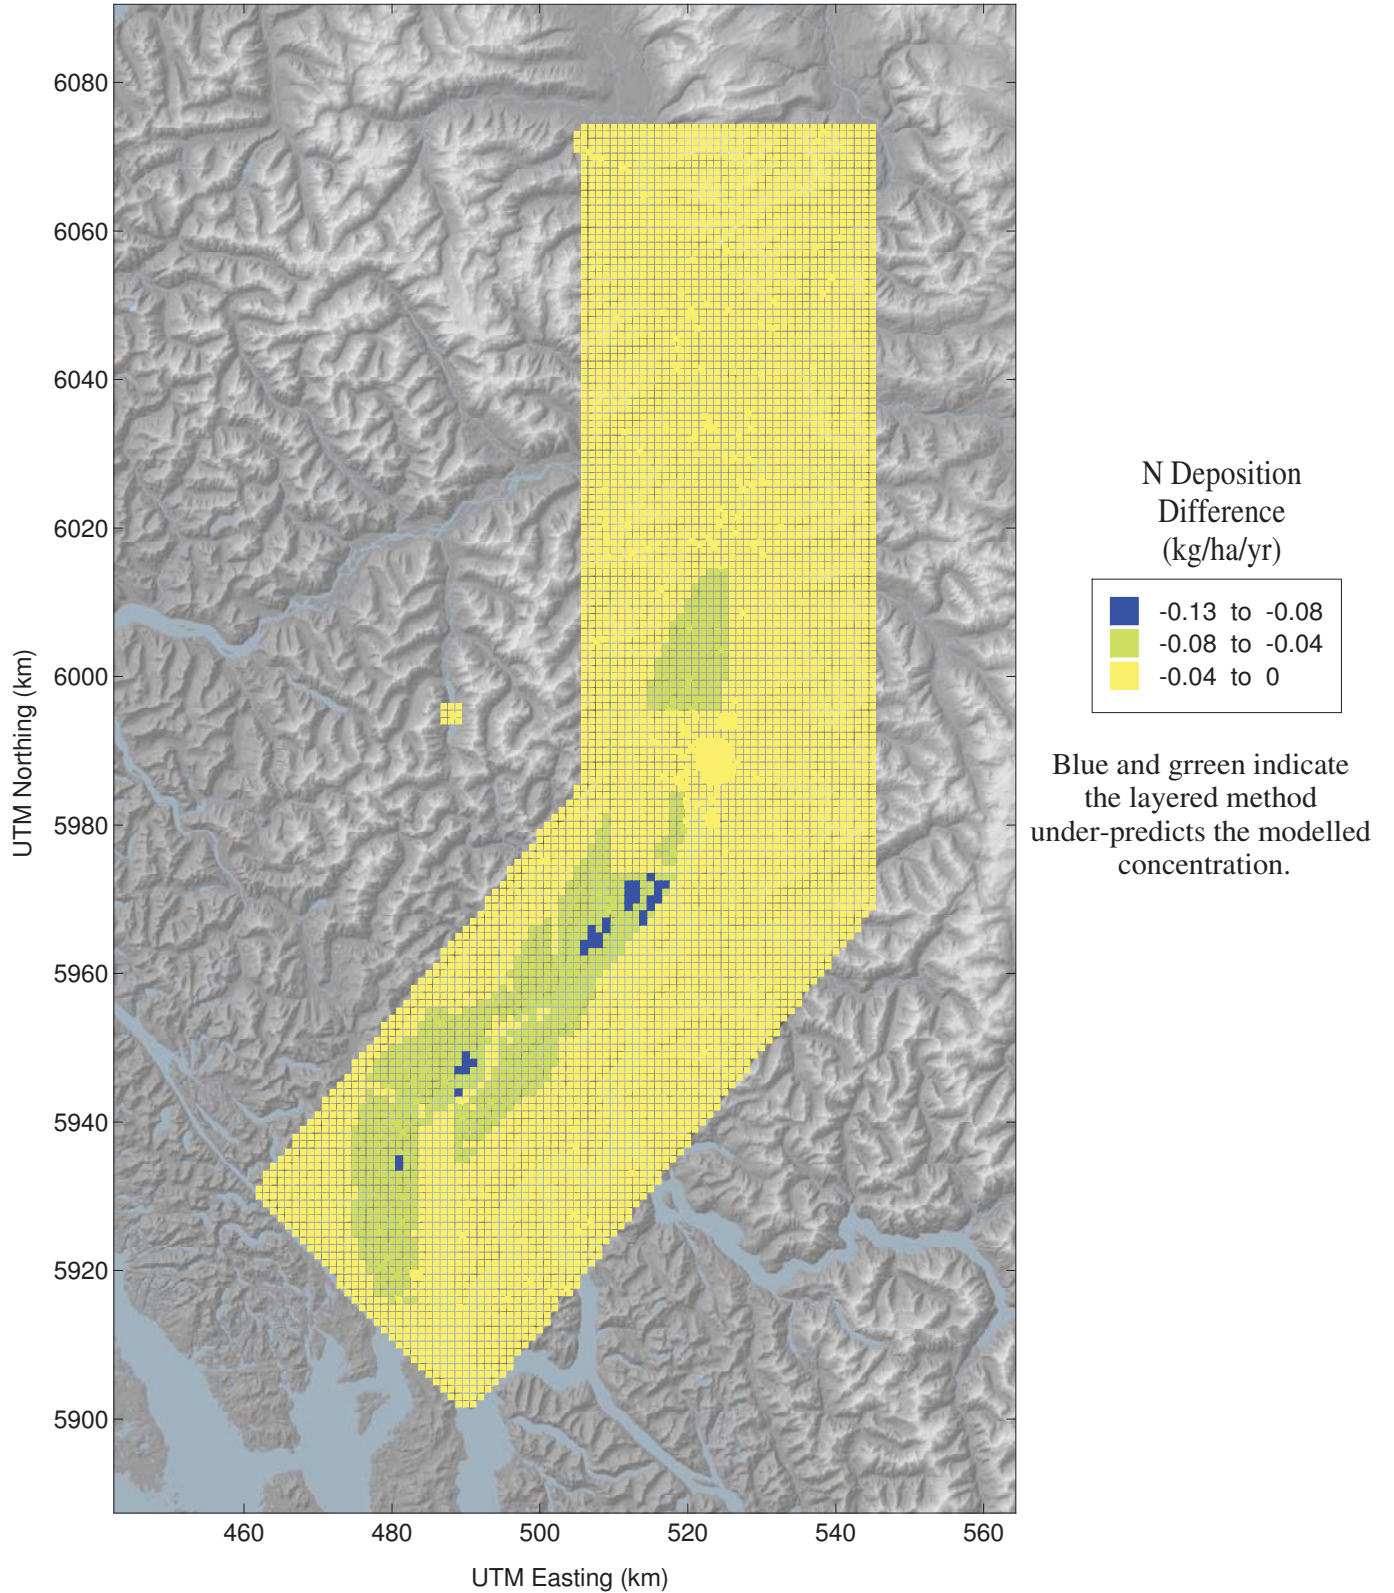 6080
6060
6040
6020
6000
5980
5960
5940
5920
5900
UTM Northing (km)
460 480 500 520 540 560
UTM Easting (km)
N Deposition
Difference
(kg/ha/yr)
-0.13 to -0.08
-0.08 to -0.04
-0.04 to 0
Blue and grreen indicate
the layered method
under-predicts the modelled
concentration.